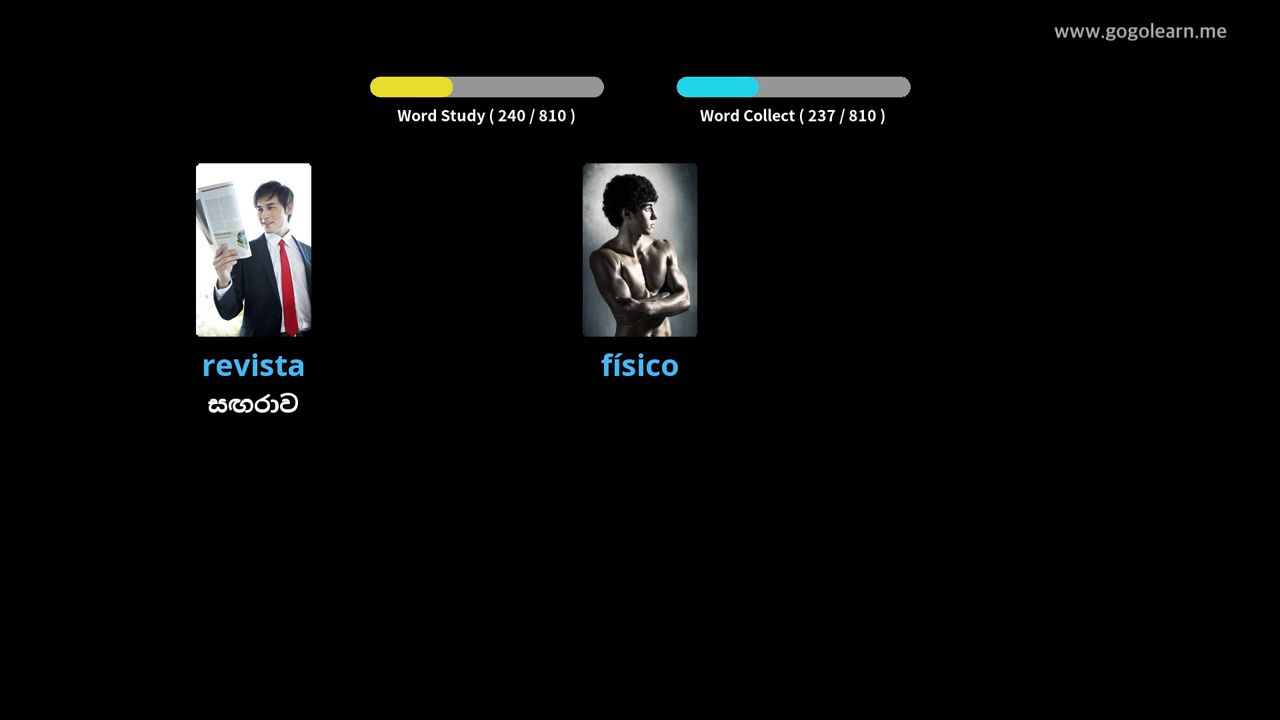 www.gogolearn.me
Word Study ( 240 / 810 )
Word Collect ( 237 / 810 )
revista
සඟරාව
físico